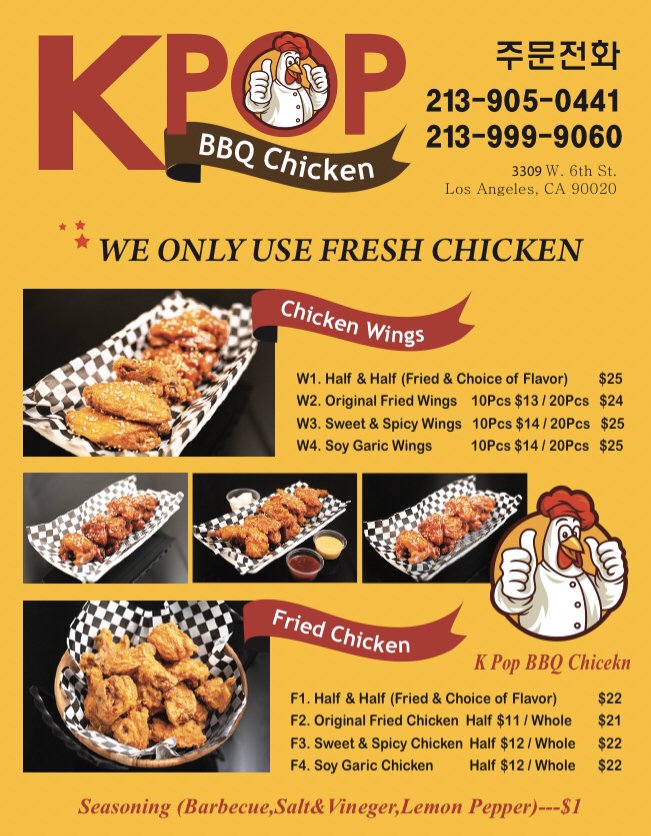 KPOP
BBQ Chicken
주문전화
213-905-0441
213-999-9060
3309 W. 6th St.
Los Angeles, CA 90020
WE ONLY USE FRESH CHICKEN
Chicken Wings
W1. Half & Half (Fried & Choice of Flavor) $25
W2. Original Fried Wings 10Pcs $13 / 20Pcs $24
W3. Sweet & Spicy Wings 10Pcs $14 / 20Pcs $25
W4. Soy Garic Wings 10Pcs $14 / 20Pcs $25
K Pop BBQ Chicekn
Fried Chicken
F1. Half & Half (Fried & Choice of Flavor) $22
F2. Original Fried Chicken Half $11 / Whole $21
F3. Sweet & Spicy Chicken Half $12 / Whole $22
F4. Soy Garic Chicken Half $12 / Whole $22
Seasoning (Barbecue,Salt&Vineger,Lemon Pepper)---$1